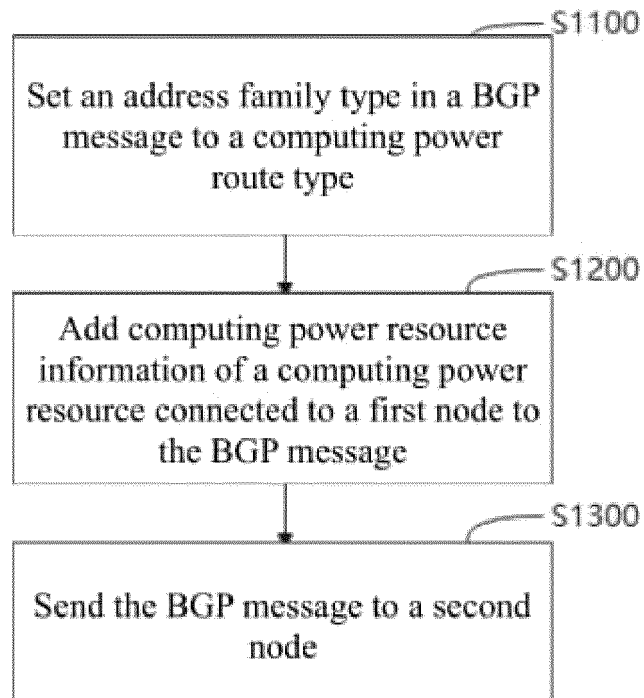 S1100
Set an address family type in a BGP
message to a computing power
route type
S1200
Add computing power resource
information of a computing power
resource connected to a first node to
the BGP message
S1300
Send the BGP message to a second
node